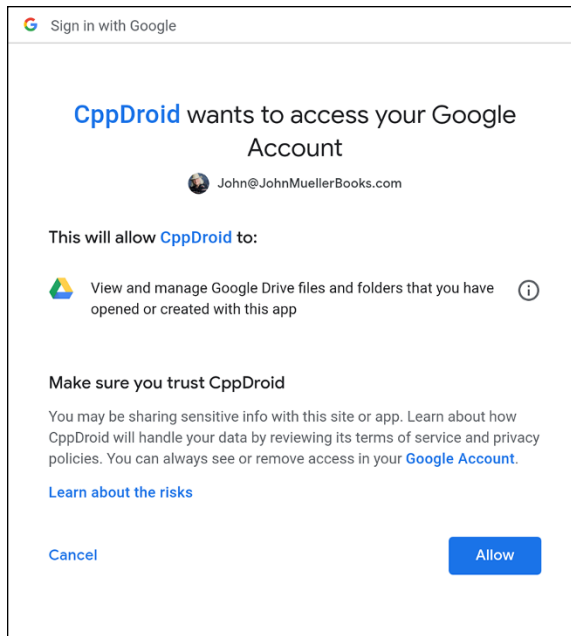 Sign in with Google
CppDroid wants to access your Google
Account
John@JohnMuellerBooks.com
This will allow CppDroid to:
View and manage Google Drive files and folders that you have
opened or created with this app
Make sure you trust CppDroid
You may be sharing sensitive info with this site or app. Learn about how
CppDroid will handle your data by reviewing its terms of service and privacy
policies. You can always see or remove access in your Google Account.
Learn about the risks
Cancel
Allow